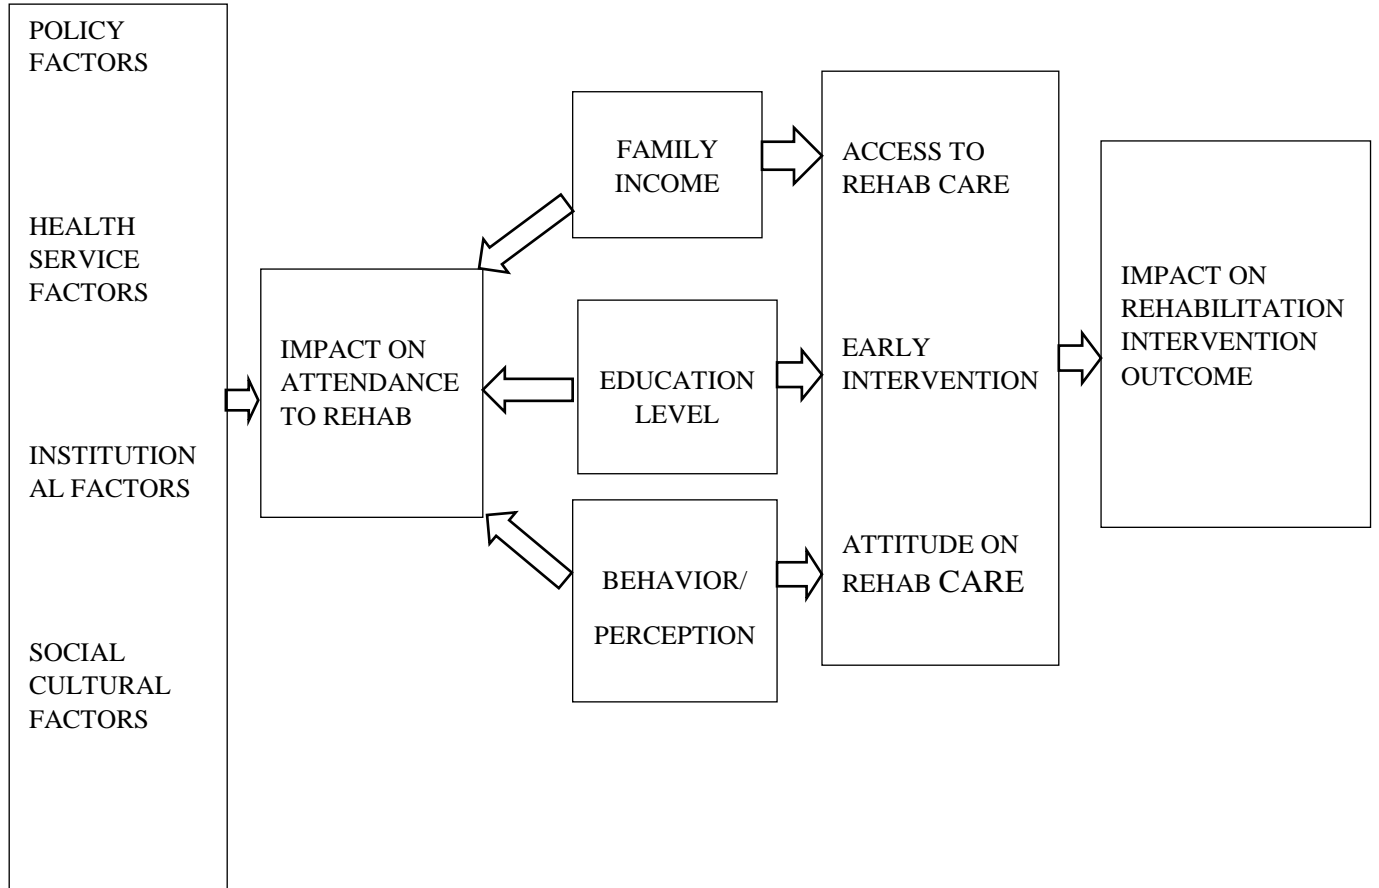 POLICY
FACTORS
HEALTH
SERVICE
FACTORS
INSTITUTION
AL FACTORS
SOCIAL
CULTURAL
FACTORS
IMPACT ON
ATTENDANCE
TO REHAB
FAMILY
INCOME
EDUCATION
LEVEL
BEHAVIOR/
PERCEPTION
ACCESS TO
REHAB CARE
EARLY
INTERVENTION
ATTITUDE ON
REHAB CARE
IMPACT ON
REHABILITATION
INTERVENTION
OUTCOME